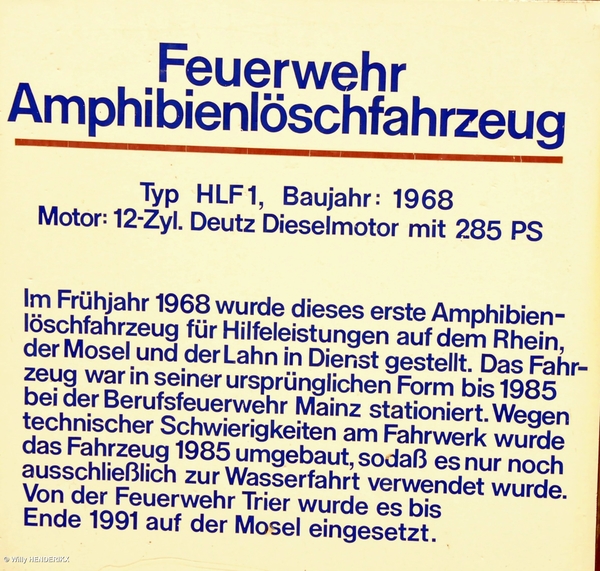 Feuerwehr
Amphibienlöschfahrzeug
Typ HLF1, Baujahr: 1968
Motor: 12-Zyl. Deutz Dieselmotor mit 285 PS
Im Frühjahr 1968 wurde dieses erste Amphibien-
löschfahrzeug für Hilfeleistungen auf dem Rhein,
der Mosel und der Lahn in Dienst gestellt. Das Fahr-
zeug war in seiner ursprünglichen Form bis 1985
bei der Berufsfeuerwehr Mainz stationiert. Wegen
technischer Schwierigkeiten am Fahrwerk wurde
das Fahrzeug 1985 umgebaut, sodaß es nur noch
ausschließlich zur Wasserfahrt verwendet wurde.
Von der Feuerwehr Trier wurde es bis
Ende 1991 auf der Mosel eingesetzt.
© Willy HENDERIKX